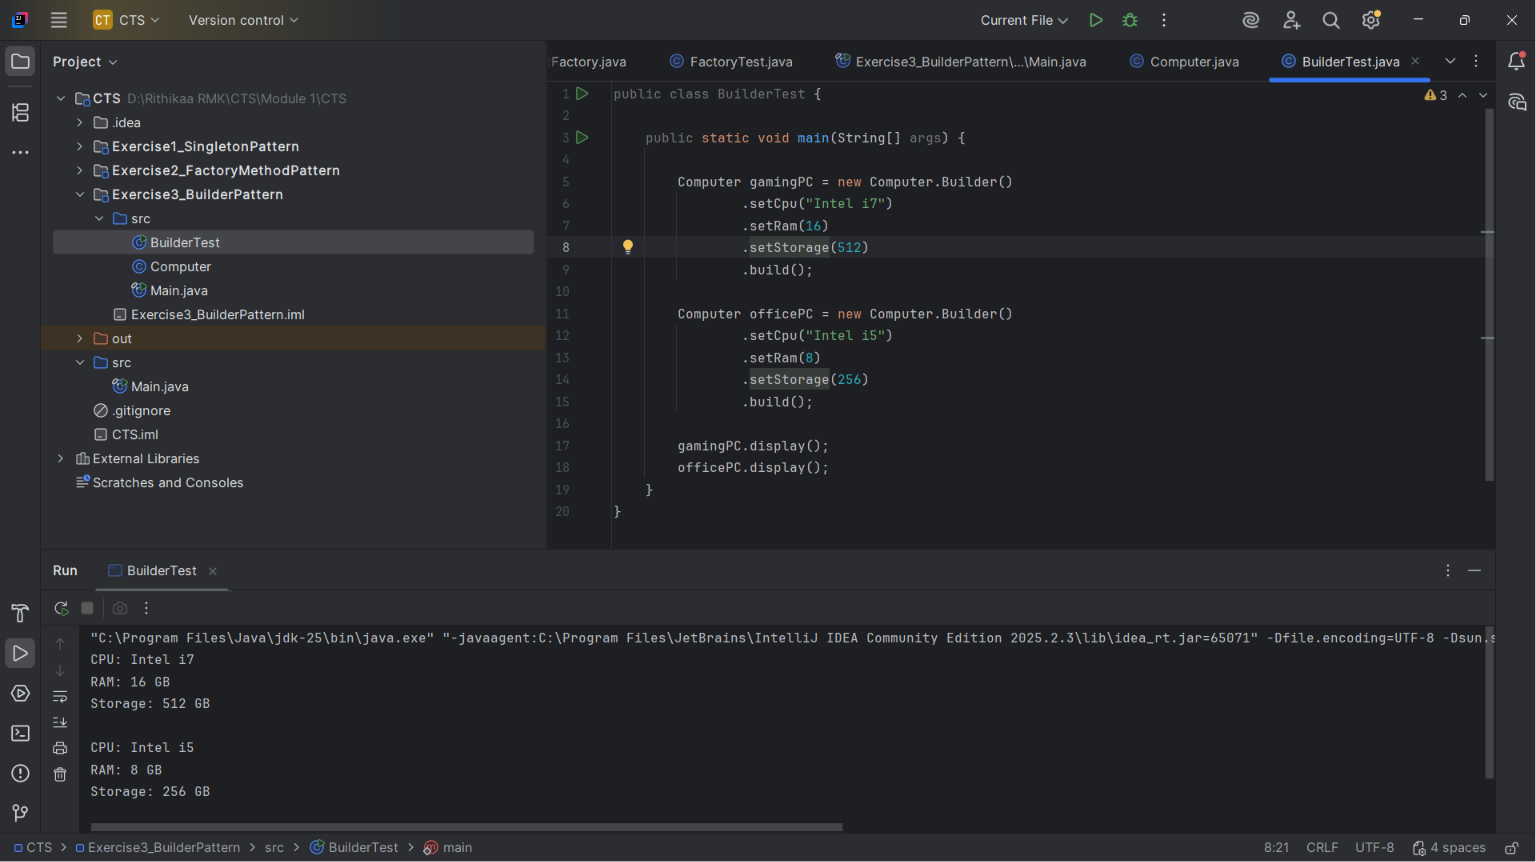 CT CTS Version control Current File
Project
CTS D:\Rithikaa RMK\CTS\Module 1\CTS
.idea
Exercise1_SingletonPattern
Exercise2_FactoryMethodPattern
Exercise3_BuilderPattern
src
BuilderTest
Computer
Main.java
Exercise3_BuilderPattern.iml
out
src
Main.java
.gitignore
CTS.iml
External Libraries
Scratches and Consoles
Factory.java FactoryTest.java Exercise3_BuilderPattern\...\Main.java Computer.java BuilderTest.java
3
1 public class BuilderTest {
2
3 public static void main(String[] args) {
4
5 Computer gamingPC = new Computer.Builder()
6 .setCpu("Intel i7")
7 .setRam(16)
8 .setStorage(512)
9 .build();
10
11 Computer officePC = new Computer.Builder()
12 .setCpu("Intel i5")
13 .setRam(8)
14 .setStorage(256)
15 .build();
16
17 gamingPC.display();
18 officePC.display();
19 }
20 }
Run BuilderTest
"C:\Program Files\Java\jdk-25\bin\java.exe" "-javaagent:C:\Program Files\JetBrains\IntelliJ IDEA Community Edition 2025.2.3\lib\idea_rt.jar=65071" -Dfile.encoding=UTF-8 -Dsun.s
CPU: Intel i7
RAM: 16 GB
Storage: 512 GB
CPU: Intel i5
RAM: 8 GB
Storage: 256 GB
CTS > Exercise3_BuilderPattern > src > BuilderTest > main 8:21 CRLF UTF-8 4 spaces